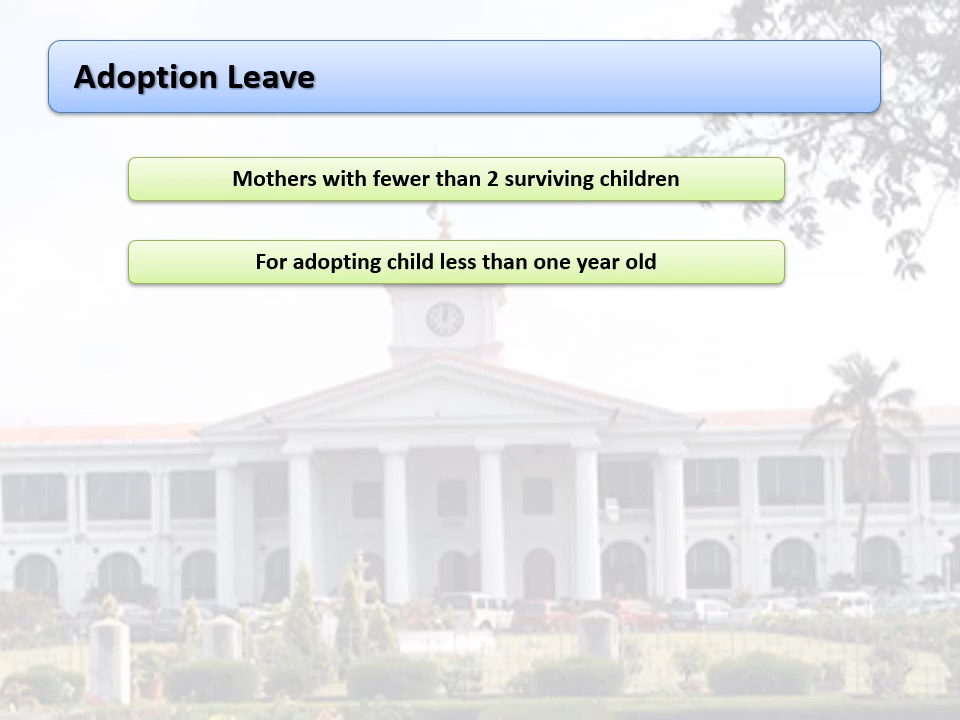 Adoption Leave
Mothers with fewer than 2 surviving children
For adopting child less than one year old